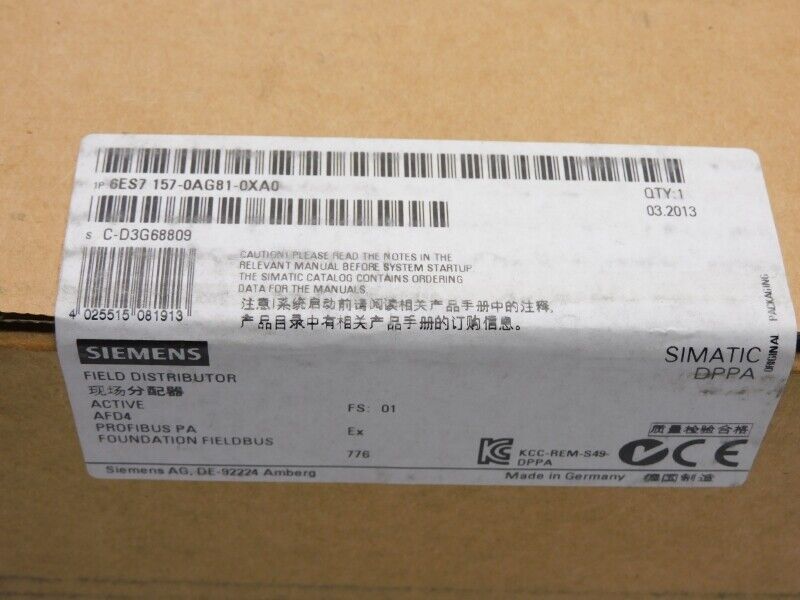 1P 6ES7 157-0AG81-0XA0
QTY:1
03.2013
S C-D3G68809
CAUTION! PLEASE READ THE NOTES IN THE
RELEVANT MANUAL BEFORE SYSTEM STARTUP
THE SIMATIC CATALOG CONTAINS ORDERING
DATA FOR THE MANUALS
注意!系统启动前请阅读相关产品手册中的注释,
产品目录中有相关产品手册的订购信息。
4 025515 081913
SIEMENS
SIMATIC
DPPA
ORIGINAL PACKAGING
FIELD DISTRIBUTOR
现场分配器
ACTIVE
AFD4
PROFIBUS PA
FOUNDATION FIELDBUS
FS: 01
Ex
776
KC
KCC-REM-S49-
DPPA
质量检验合格
CE
Siemens AG, DE-92224 Amberg
Made in Germany 德国制造